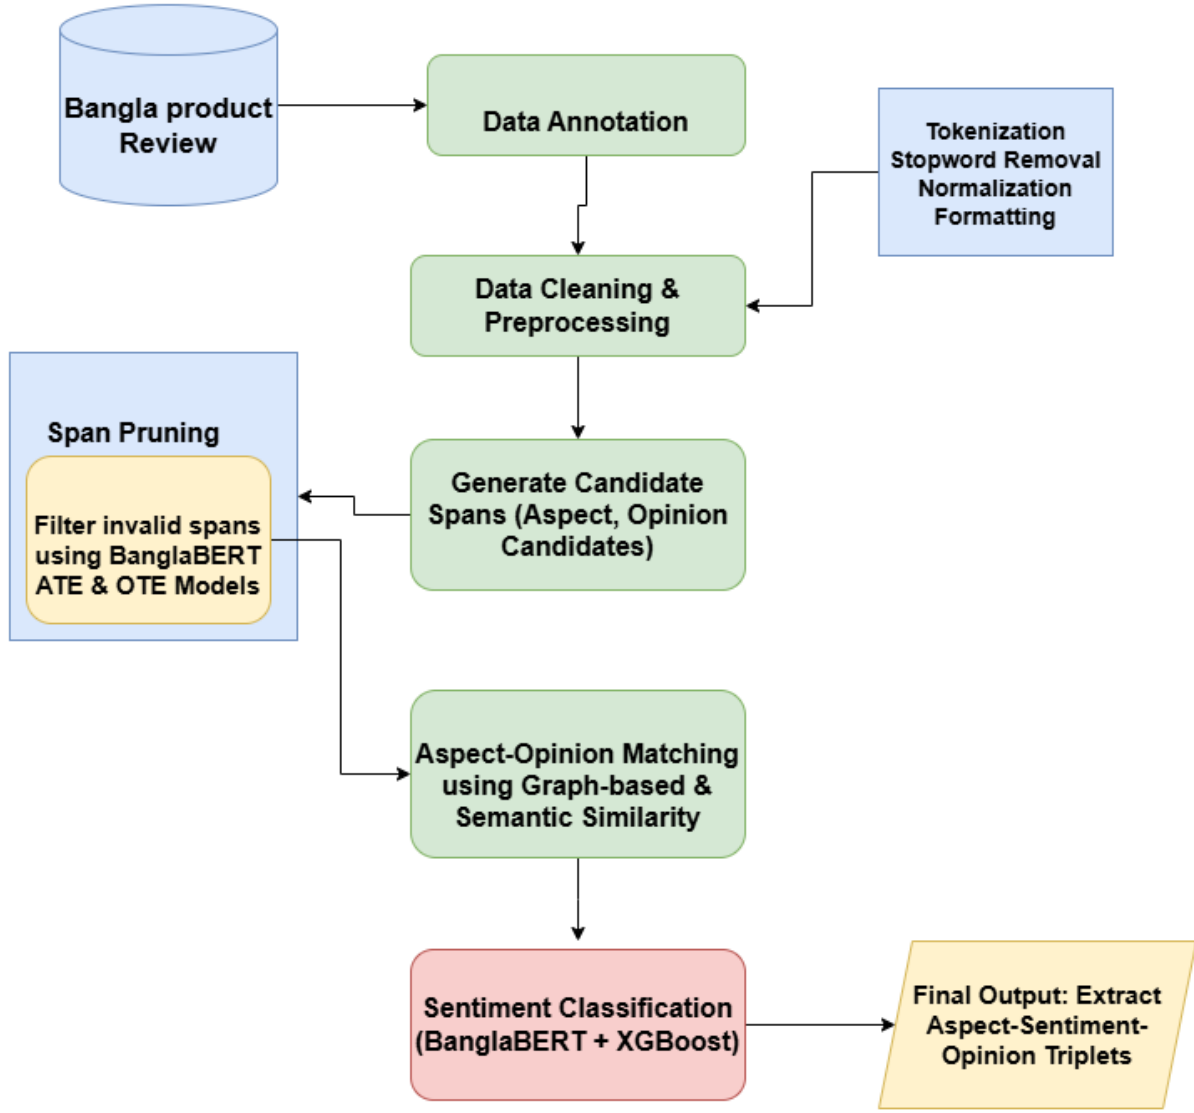 Bangla product
Review
Data Annotation
Tokenization
Stopword Removal
Normalization
Formatting
Data Cleaning &
Preprocessing
Span Pruning
Filter invalid spans
using BanglaBERT
ATE & OTE Models
Generate Candidate
Spans (Aspect, Opinion
Candidates)
Aspect-Opinion Matching
using Graph-based &
Semantic Similarity
Sentiment Classification
(BanglaBERT + XGBoost)
Final Output: Extract
Aspect-Sentiment-
Opinion Triplets